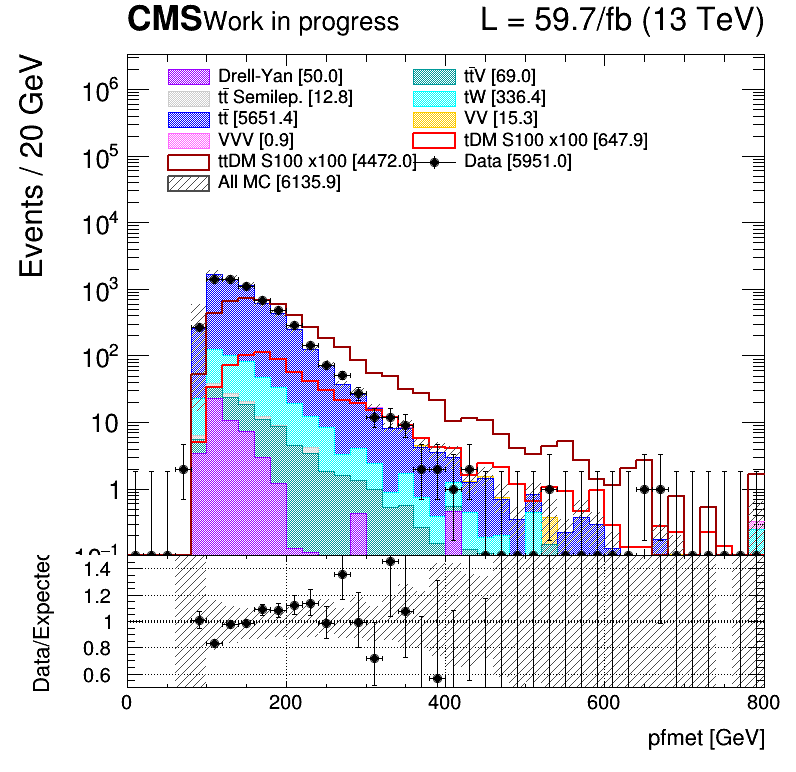 CMS Work in progress L = 59.7/fb (13 TeV)
Events / 20 GeV
Drell-Yan [50.0] tt̄V [69.0]
tt̄ Semilep. [12.8] tW [336.4]
tt̄ [5651.4] VV [15.3]
VVV [0.9] tDM S100 x100 [647.9]
ttDM S100 x100 [4472.0] Data [5951.0]
All MC [6135.9]
10⁶
10⁵
10⁴
10³
10²
10
1
10⁻¹
Data/Expected
1.4
1.2
1
0.8
0.6
0 200 400 600 800
pfmet [GeV]